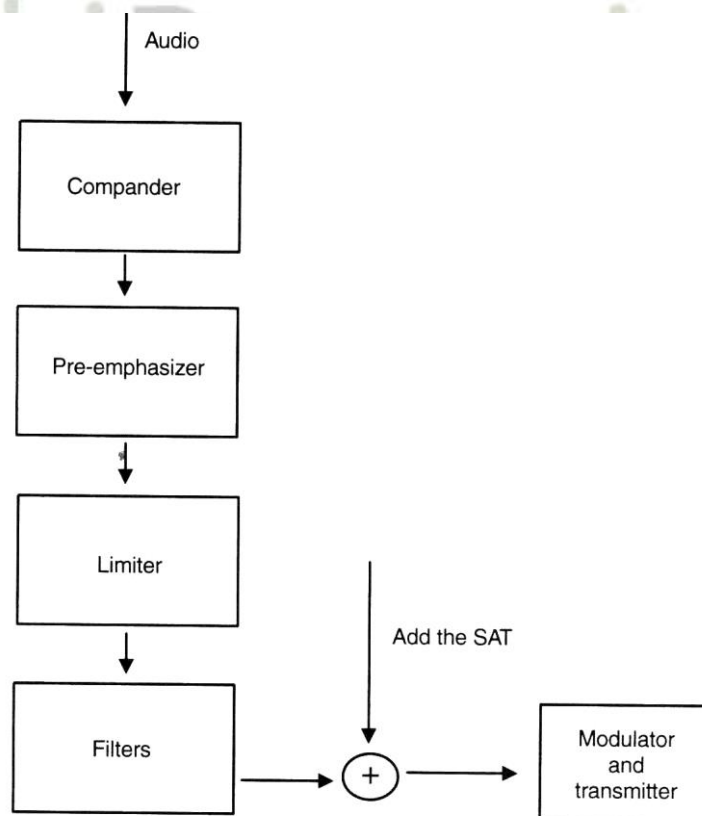 Audio
Compander
Pre-emphasizer
Limiter
Add the SAT
Filters
+
Modulator
and
transmitter